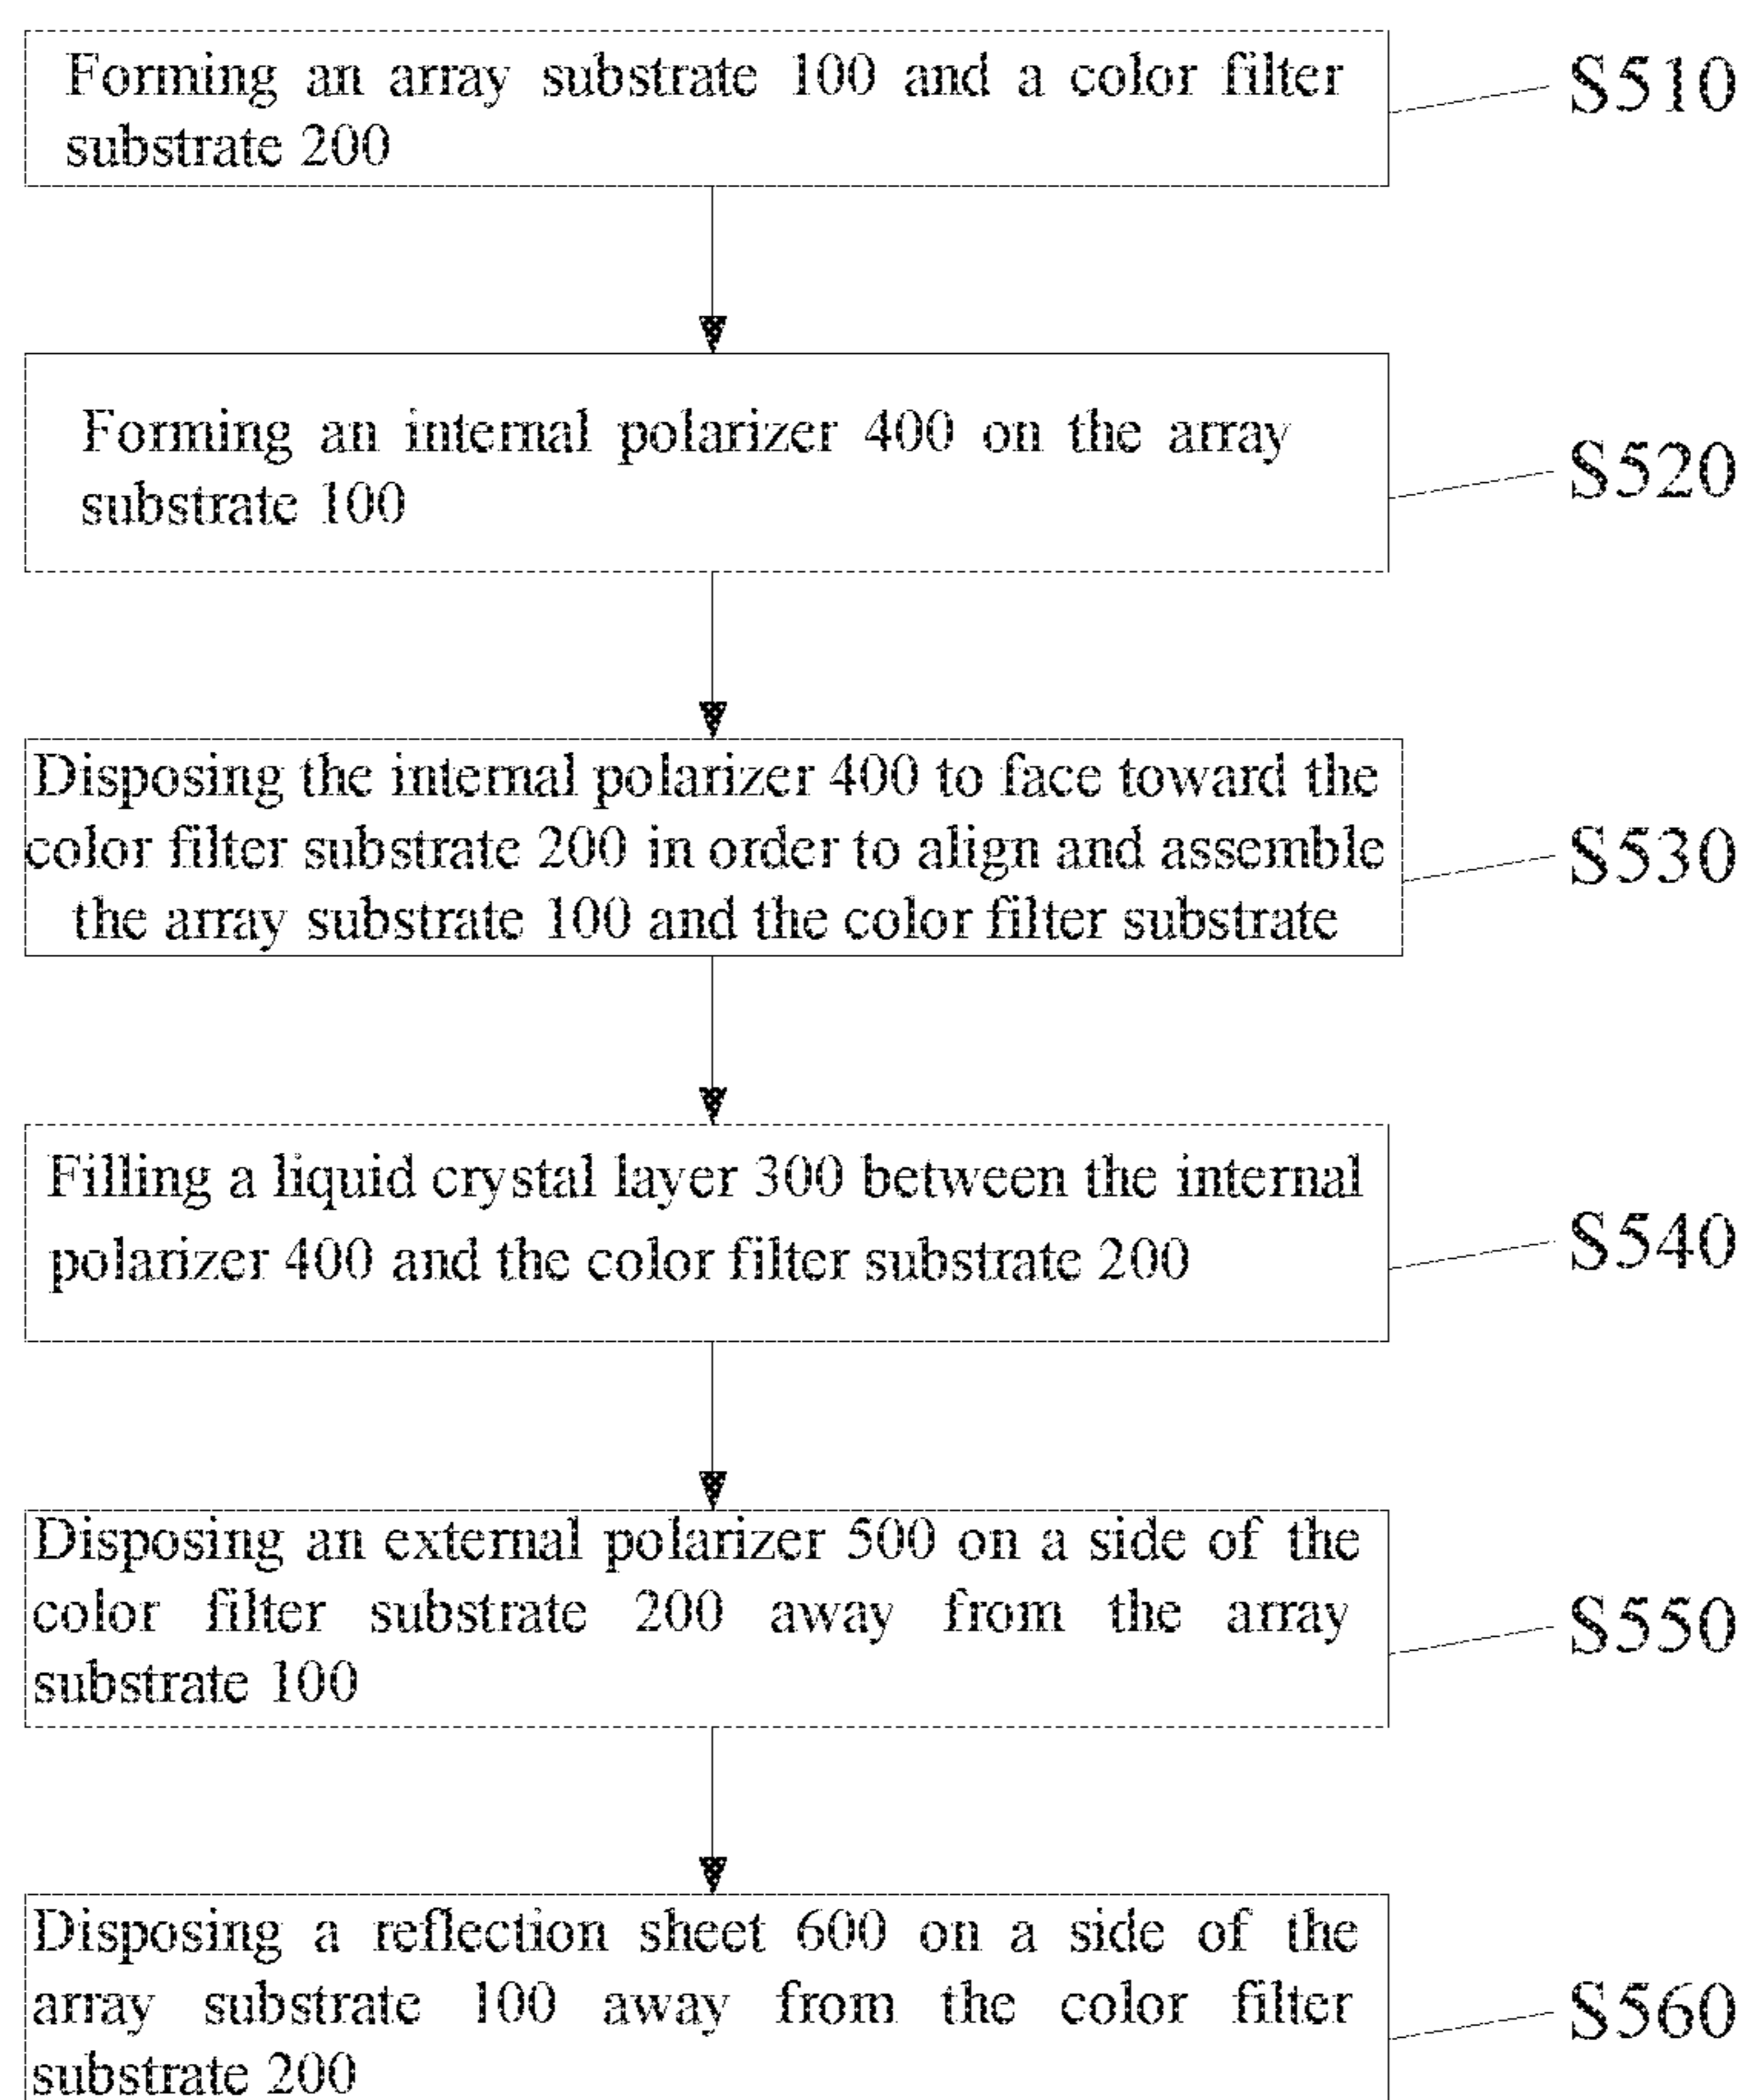 Forming an array substrate 100 and a color filter
substrate 200
S510
Forming an internal polarizer 400 on the array
substrate 100
S520
Disposing the internal polarizer 400 to face toward the
color filter substrate 200 in order to align and assemble
the array substrate 100 and the color filter substrate
S530
Filling a liquid crystal layer 300 between the internal
polarizer 400 and the color filter substrate 200
S540
Disposing an external polarizer 500 on a side of the
color filter substrate 200 away from the array
substrate 100
S550
Disposing a reflection sheet 600 on a side of the
array substrate 100 away from the color filter
substrate 200
S560